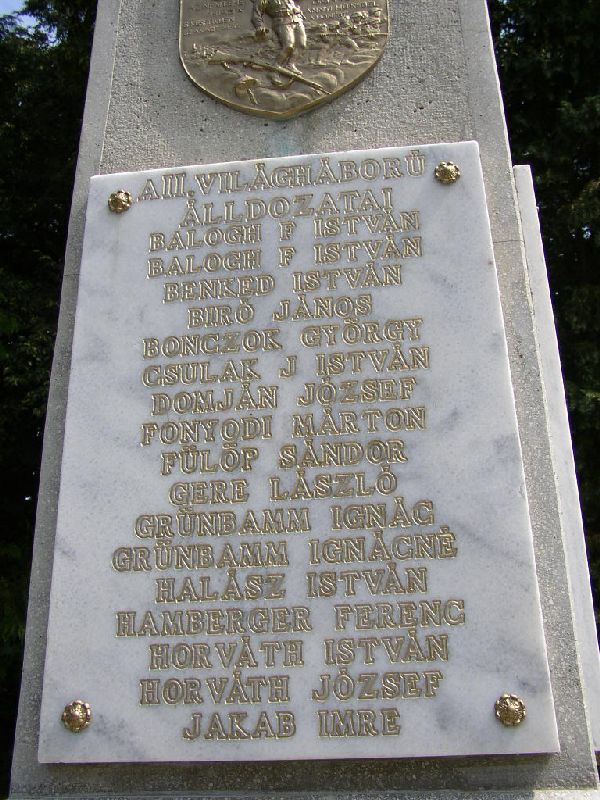 A II. VILÁGHÁBORÚ
ÁLLDOZATAI
BALOGH F ISTVÁN
BALOGH F ISTVÁN
BENKED ISTVÁN
BIRÓ JÁNOS
BONCZOK GYÖRGY
CSULAK J ISTVÁN
DOMJÁN JÓZSEF
FONYODI MÁRTON
FÜLÖP SÁNDOR
GERE LÁSZLÓ
GRÜNBAMM IGNÁC
GRÜNBAMM IGNÁCNÉ
HALÁSZ ISTVÁN
HAMBERGER FERENC
HORVÁTH ISTVÁN
HORVÁTH JÓZSEF
JAKAB IMRE